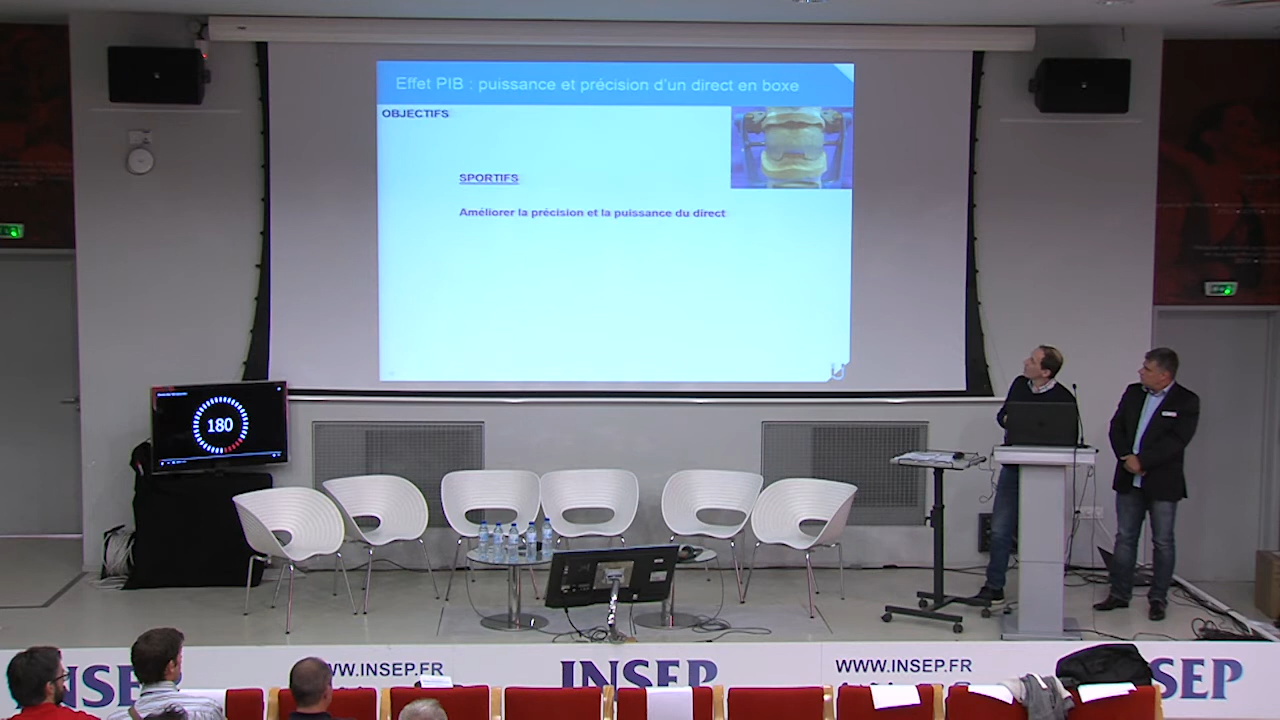 Effet PIB : puissance et précision d'un direct en boxe
OBJECTIFS
SPORTIFS
Améliorer la précision et la puissance du direct
180
INSEP
WWW.INSEP.FR
INSEP
WWW.INSEP.FR
INSEP